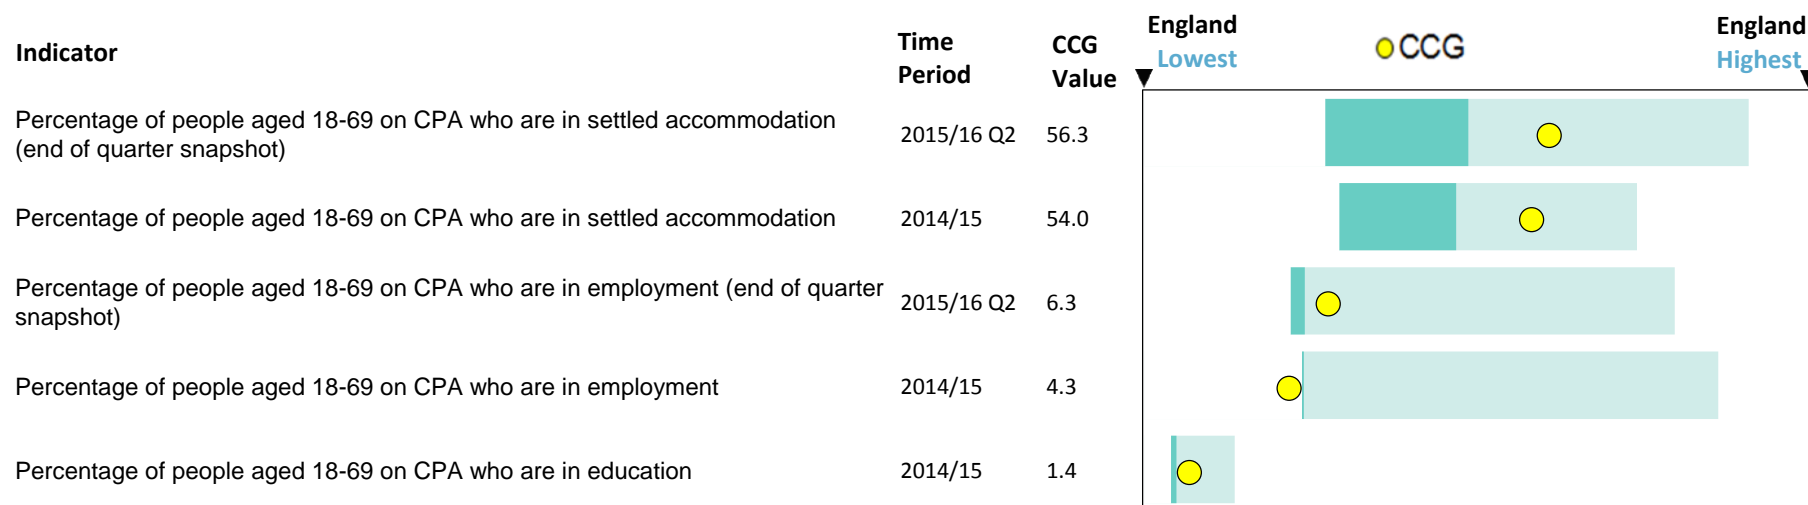 Indicator
Time Period
CCG Value
England Lowest
CCG
England Highest
Percentage of people aged 18-69 on CPA who are in settled accommodation
(end of quarter snapshot)
2015/16 Q2
56.3
Percentage of people aged 18-69 on CPA who are in settled accommodation
2014/15
54.0
Percentage of people aged 18-69 on CPA who are in employment (end of quarter
snapshot)
2015/16 Q2
6.3
Percentage of people aged 18-69 on CPA who are in employment
2014/15
4.3
Percentage of people aged 18-69 on CPA who are in education
2014/15
1.4